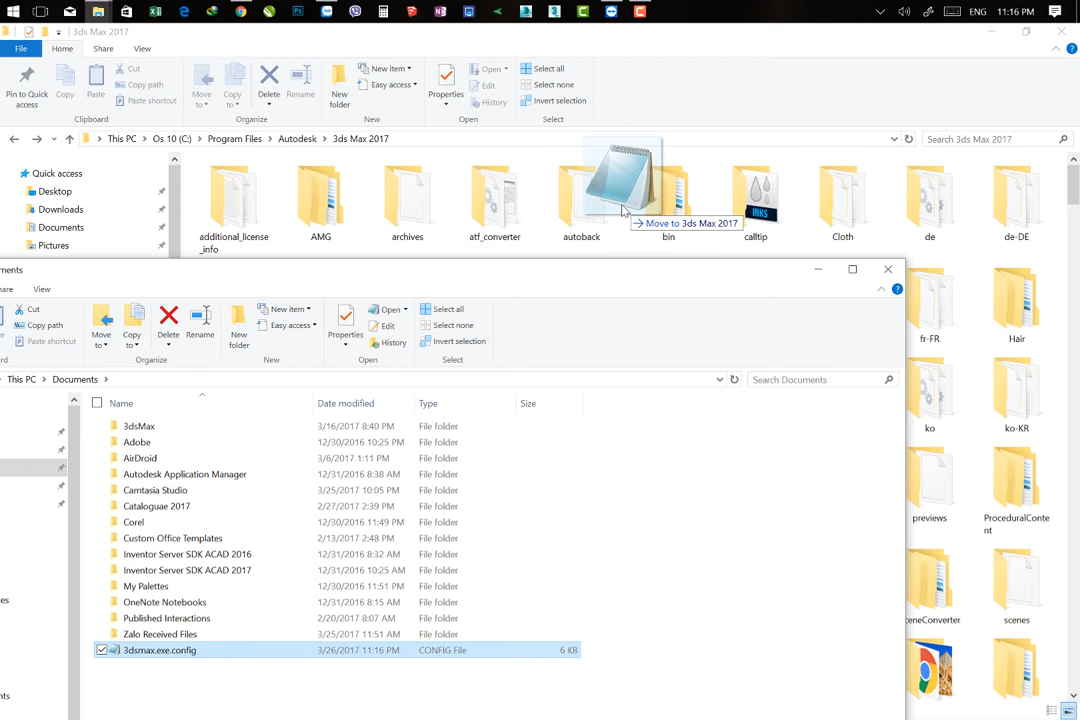 ENG 11:16 PM
3ds Max 2017
File Home Share View
Pin to Quick access
Copy
Paste
Cut
Copy path
Paste shortcut
Clipboard
Move to
Copy to
Delete
Rename
Organize
New folder
New item
Easy access
New
Properties
Open
Edit
History
Open
Select all
Select none
Invert selection
Select
This PC > Os 10 (C:) > Program Files > Autodesk > 3ds Max 2017
Search 3ds Max 2017
Quick access
Desktop
Downloads
Documents
Pictures
INKS
Move to 3ds Max 2017
additional_license
_info
AMG
archives
atf_converter
autoback
bin
calltip
Cloth
de
de-DE
fr-FR
Hair
ko
ko-KR
previews
ProceduralConte
nt
eneConverter
scenes
ments
are View
Cut
Copy path
Paste shortcut
rd
Move to
Copy to
Delete
Rename
Organize
New folder
New item
Easy access
New
Properties
Open
Edit
History
Open
Select all
Select none
Invert selection
Select
This PC > Documents >
Search Documents
Name Date modified Type Size
3dsMax 3/16/2017 8:40 PM File folder
Adobe 12/30/2016 10:25 PM File folder
AirDroid 3/6/2017 1:11 PM File folder
Autodesk Application Manager 12/31/2016 8:38 AM File folder
Camtasia Studio 3/25/2017 10:05 PM File folder
Cataloguae 2017 2/27/2017 2:39 PM File folder
Corel 12/30/2016 11:49 PM File folder
Custom Office Templates 2/13/2017 2:48 PM File folder
Inventor Server SDK ACAD 2016 12/31/2016 8:32 AM File folder
Inventor Server SDK ACAD 2017 12/31/2016 10:25 AM File folder
My Palettes 12/30/2016 11:51 PM File folder
OneNote Notebooks 12/31/2016 8:15 AM File folder
Published Interactions 2/20/2017 8:07 AM File folder
Zalo Received Files 3/25/2017 11:51 AM File folder
3dsmax.exe.config 3/26/2017 11:16 PM CONFIG File 6 KB
es
nts